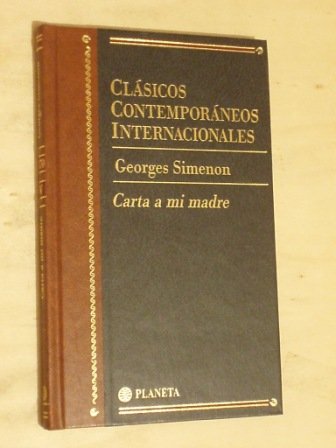 CLÁSICOS
CONTEMPORÁNEOS
INTERNACIONALES
Georges Simenon
Carta a mi madre
PLANETA